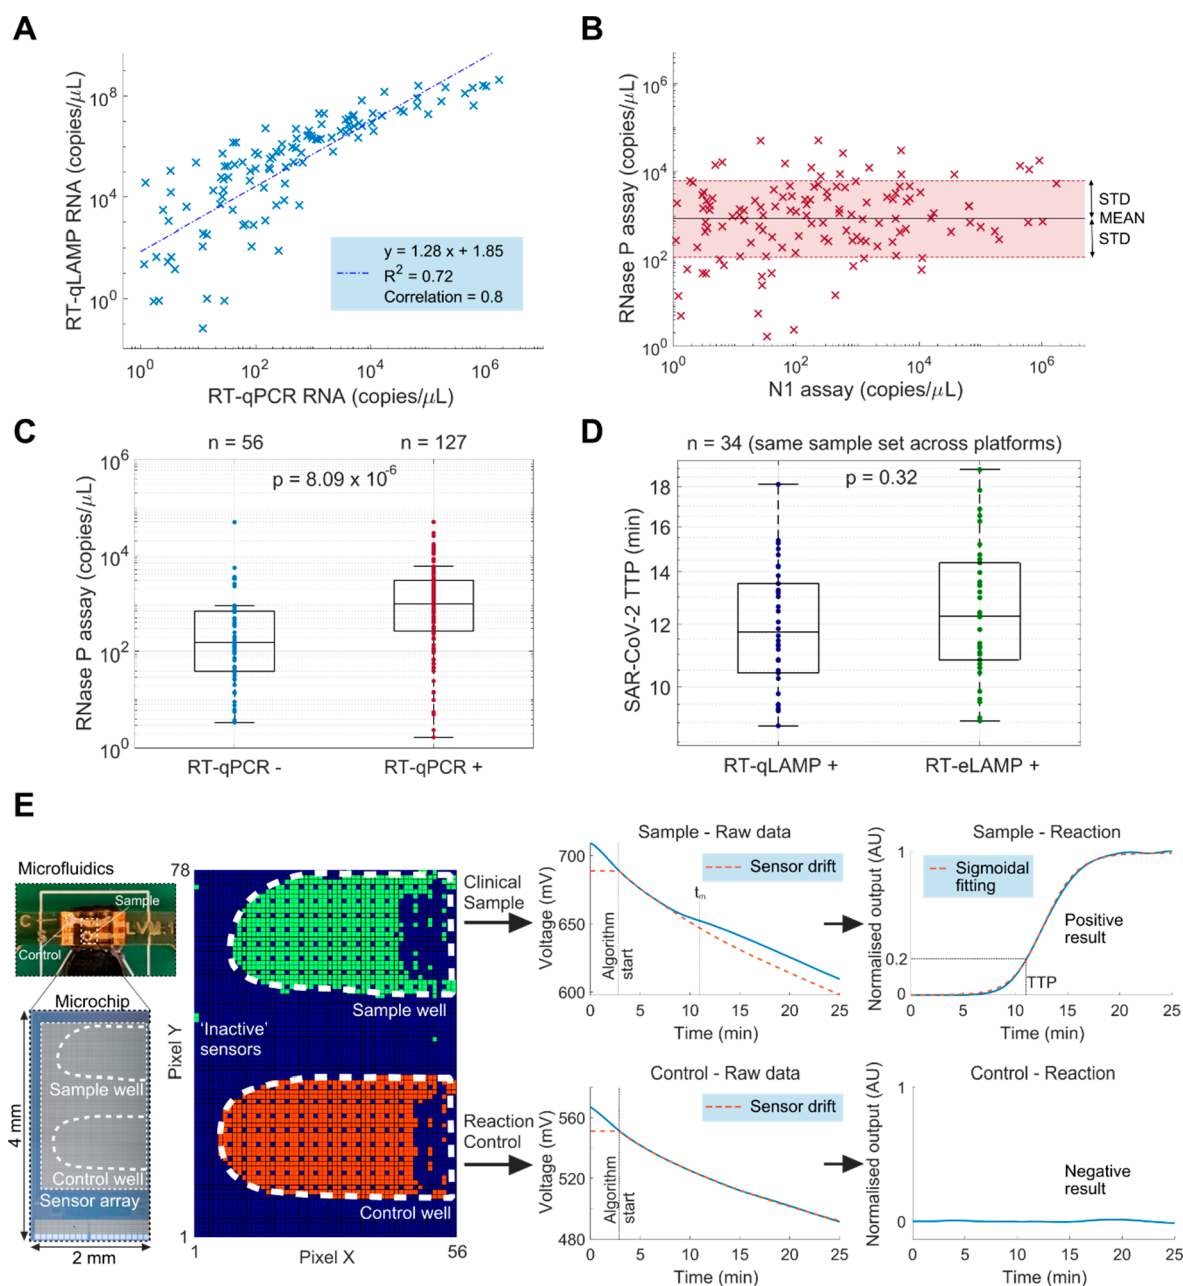 A
RT-qLAMP RNA (copies/μL)
10^8
10^4
10^0
y = 1.28 x + 1.85
R^2 = 0.72
Correlation = 0.8
10^0 10^2 10^4 10^6
RT-qPCR RNA (copies/μL)
B
RNase P assay (copies/μL)
10^6
10^4
10^2
10^0
STD
MEAN
STD
10^0 10^2 10^4 10^6
N1 assay (copies/μL)
C
n = 56 n = 127
p = 8.09 x 10^-6
RNase P assay (copies/μL)
10^6
10^4
10^2
10^0
RT-qPCR - RT-qPCR +
D
n = 34 (same sample set across platforms)
p = 0.32
SAR-CoV-2 TTP (min)
18
16
14
12
10
RT-qLAMP + RT-eLAMP +
E
Microfluidics
Sample
Control
Microchip
Sample well
Control well
Sensor array
4 mm
2 mm
78
Pixel Y
1
Sample well
'Inactive'
sensors
Control well
1 Pixel X 56
Clinical
Sample
Reaction
Control
Sample - Raw data
Sensor drift
t_m
Algorithm
start
Voltage (mV)
700
650
600
0 5 10 15 20 25
Time (min)
Sample - Reaction
Sigmoidal
fitting
Positive
result
TTP
Normalised output (AU)
1
0.2
0
0 5 10 15 20 25
Time (min)
Control - Raw data
Sensor drift
Algorithm
start
Voltage (mV)
560
520
480
0 5 10 15 20 25
Time (min)
Control - Reaction
Negative
result
Normalised output (AU)
1
0
0 5 10 15 20 25
Time (min)